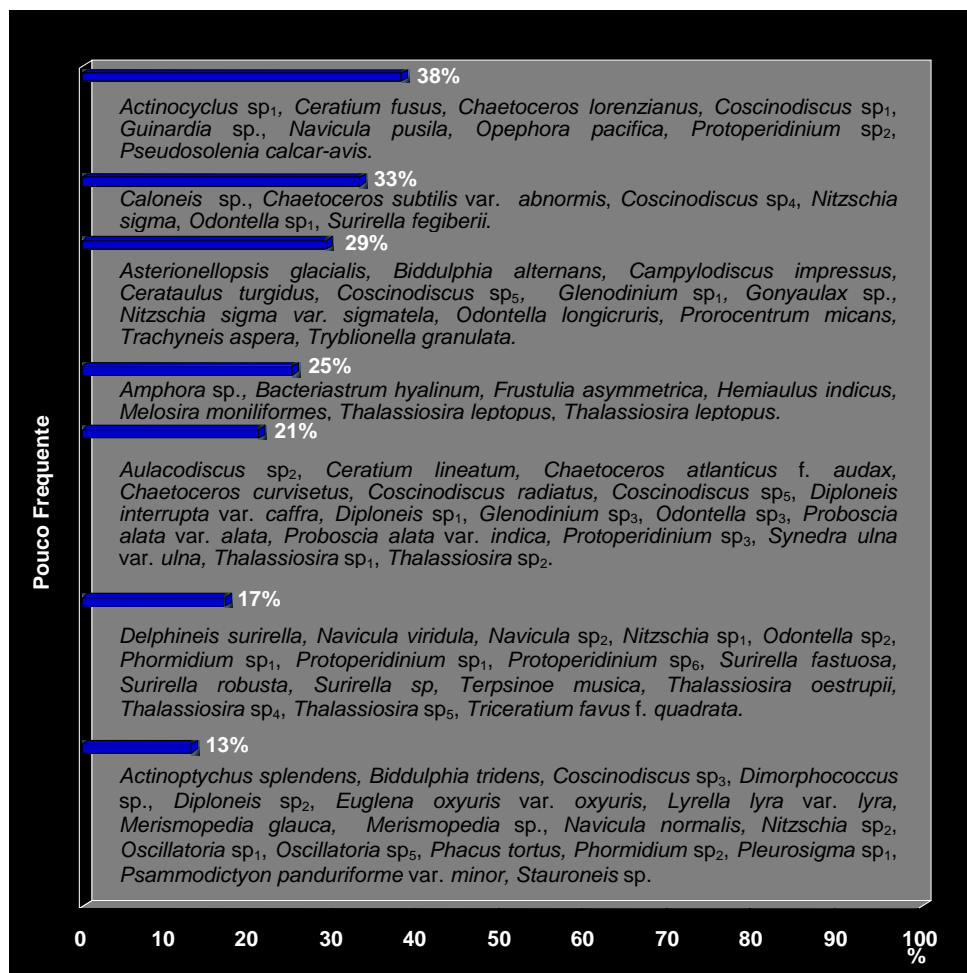 38%
Actinocyclus sp₁, Ceratium fusus, Chaetoceros lorenzianus, Coscinodiscus sp₁,
Guinardia sp., Navicula pusila, Opephora pacifica, Protoperidinium sp₂,
Pseudosolenia calcar-avis.
33%
Caloneis sp., Chaetoceros subtilis var. abnormis, Coscinodiscus sp₄, Nitzschia
sigma, Odontella sp₁, Surirella fegiberii.
29%
Asterionellopsis glacialis, Biddulphia alternans, Campylodiscus impressus,
Cerataulus turgidus, Coscinodiscus sp₅, Glenodinium sp₁, Gonyaulax sp.,
Nitzschia sigma var. sigmatela, Odontella longicruris, Prorocentrum micans,
Trachyneis aspera, Tryblionella granulata.
25%
Amphora sp., Bacteriastrum hyalinum, Frustulia asymmetrica, Hemiaulus indicus,
Melosira moniliformes, Thalassiosira leptopus, Thalassiosira leptopus.
21%
Aulacodiscus sp₂, Ceratium lineatum, Chaetoceros atlanticus f. audax,
Chaetoceros curvisetus, Coscinodiscus radiatus, Coscinodiscus sp₅, Diploneis
interrupta var. caffra, Diploneis sp₁, Glenodinium sp₃, Odontella sp₃, Proboscia
alata var. alata, Proboscia alata var. indica, Protoperidinium sp₃, Synedra ulna
var. ulna, Thalassiosira sp₁, Thalassiosira sp₂.
17%
Delphineis surirella, Navicula viridula, Navicula sp₂, Nitzschia sp₁, Odontella sp₂,
Phormidium sp₁, Protoperidinium sp₁, Protoperidinium sp₆, Surirella fastuosa,
Surirella robusta, Surirella sp, Terpsinoe musica, Thalassiosira oestrupii,
Thalassiosira sp₄, Thalassiosira sp₅, Triceratium favus f. quadrata.
13%
Actinoptychus splendens, Biddulphia tridens, Coscinodiscus sp₃, Dimorphococcus
sp., Diploneis sp₂, Euglena oxyuris var. oxyuris, Lyrella lyra var. lyra,
Merismopedia glauca, Merismopedia sp., Navicula normalis, Nitzschia sp₂,
Oscillatoria sp₁, Oscillatoria sp₅, Phacus tortus, Phormidium sp₂, Pleurosigma sp₁,
Psammodictyon panduriforme var. minor, Stauroneis sp.
Pouco Frequente
0 10 20 30 40 50 60 70 80 90 100
%